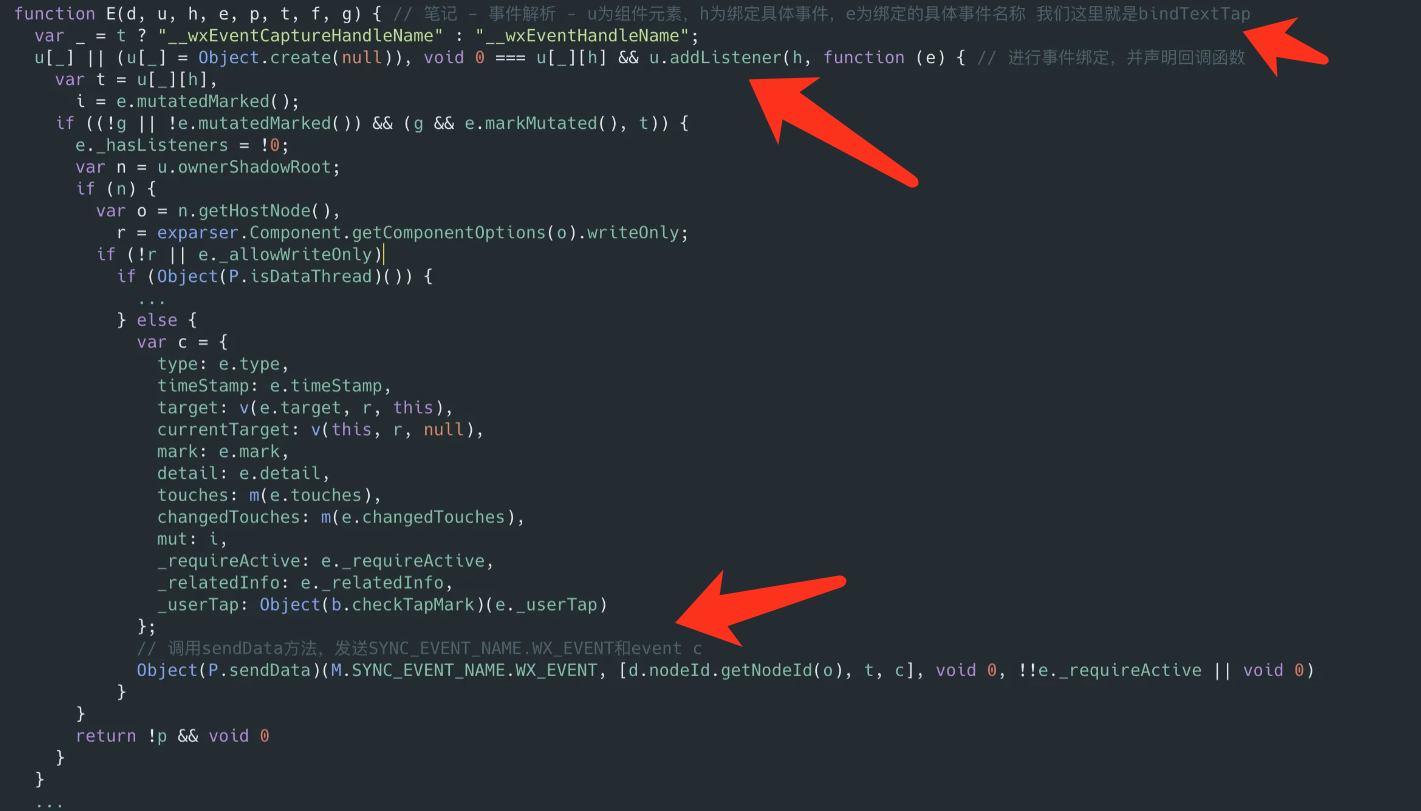 function E(d, u, h, e, p, t, f, g) { // 笔记 - 事件解析 - u为组件元素，h为绑定具体事件，e为绑定的具体事件名称 我们这里就是bindTextTap
var _ = t ? "__wxEventCaptureHandleName" : "__wxEventHandleName";
u[_] || (u[_] = Object.create(null)), void 0 === u[_][h] && u.addListener(h, function (e) { // 进行事件绑定，并声明回调函数
var t = u[_][h],
i = e.mutatedMarked();
if ((!g || !e.mutatedMarked()) && (g && e.markMutated(), t)) {
e._hasListeners = !0;
var n = u.ownerShadowRoot;
if (n) {
var o = n.getHostNode(),
r = exparser.Component.getComponentOptions(o).writeOnly;
if (!r || e._allowWriteOnly)
if (Object(P.isDataThread)()) {
...
} else {
var c = {
type: e.type,
timeStamp: e.timeStamp,
target: v(e.target, r, this),
currentTarget: v(this, r, null),
mark: e.mark,
detail: e.detail,
touches: m(e.touches),
changedTouches: m(e.changedTouches),
mut: i,
_requireActive: e._requireActive,
_relatedInfo: e._relatedInfo,
_userTap: Object(b.checkTapMark)(e._userTap)
};
// 调用sendData方法，发送SYNC_EVENT_NAME.WX_EVENT和event c
Object(P.sendData)(M.SYNC_EVENT_NAME.WX_EVENT, [d.nodeId.getNodeId(o), t, c], void 0, !!e._requireActive || void 0)
}
}
return !p && void 0
}
}
...